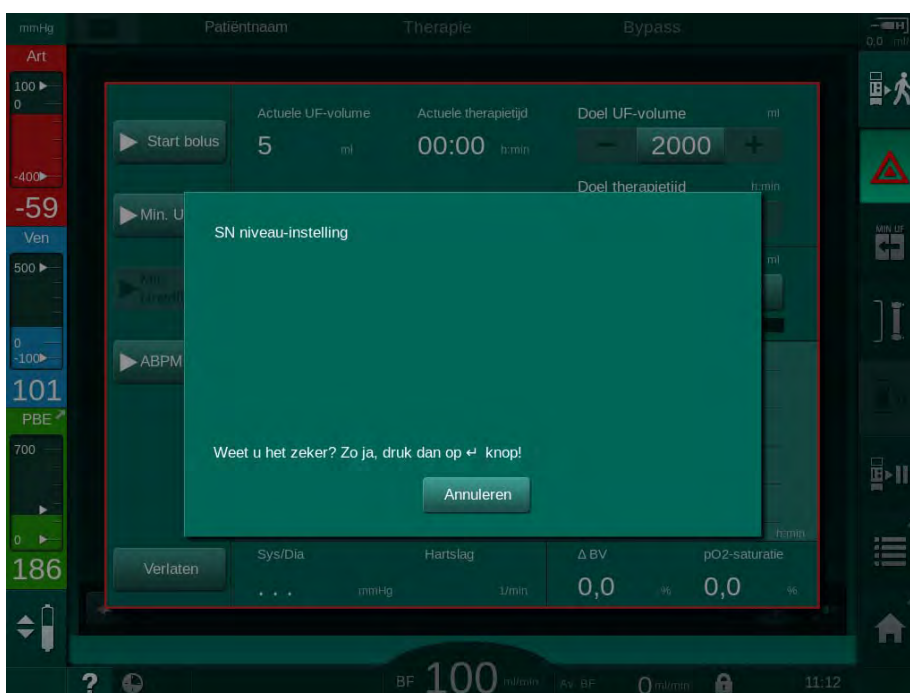 mmHg
Patiëntnaam
Therapie
Bypass
0,0 ml/
Art
100
0
-400
-59
Ven
500
0
-100
101
PBE
700
0
186
Start bolus
Actuele UF-volume
5 ml
Actuele therapietijd
00:00 h:min
Doel UF-volume ml
− 2000 +
Doel therapietijd h:min
Min. U
ml
ABPM
SN niveau-instelling
Weet u het zeker? Zo ja, druk dan op ↵ knop!
Annuleren
h:min
Verlaten
Sys/Dia
. . . mmHg
Hartslag
1/min
Δ BV
0,0 %
pO2-saturatie
0,0 %
MIN UF
? BF 100 ml/min Av. BF 0 ml/min 11:12